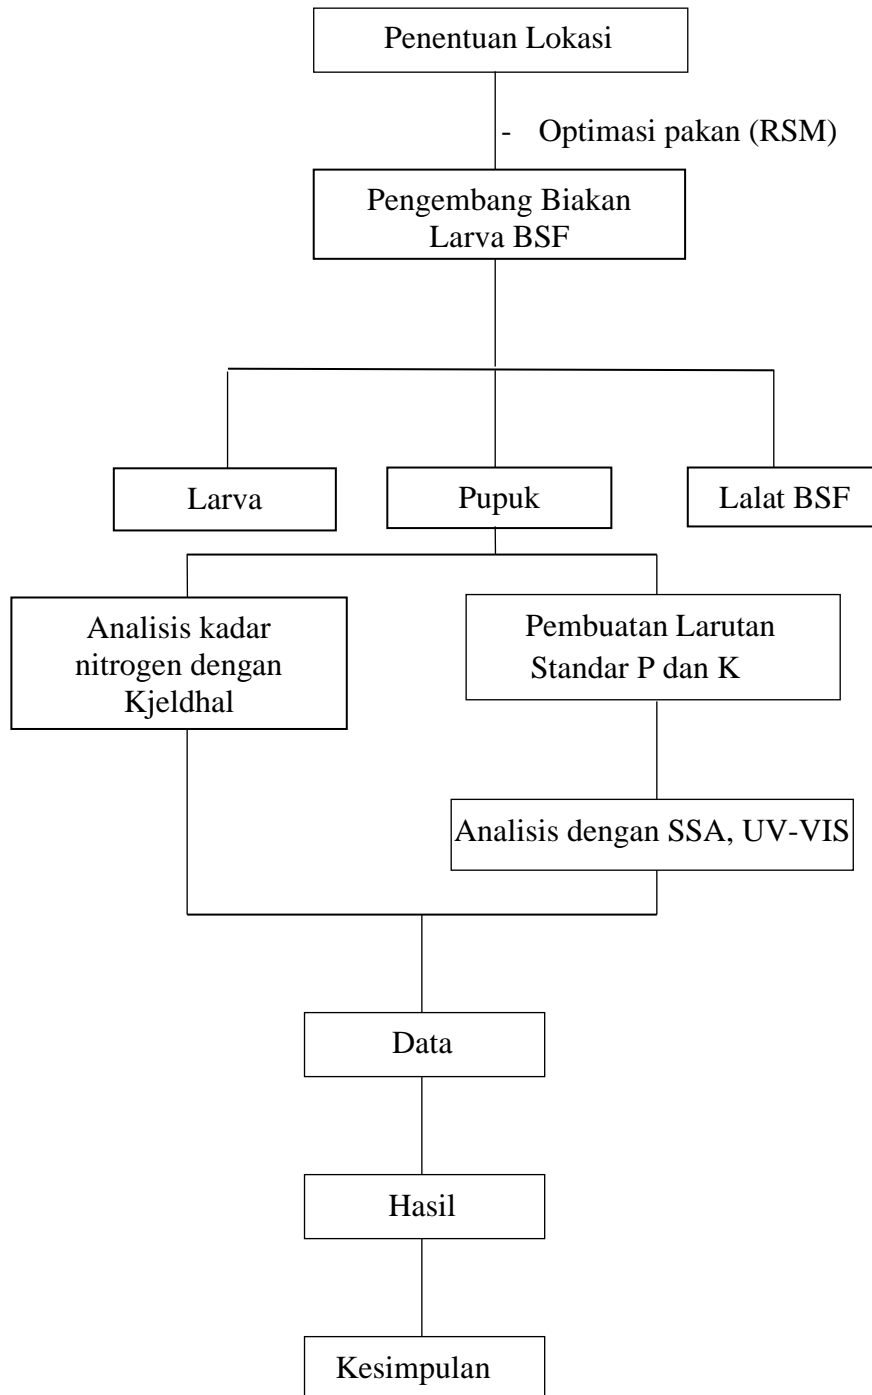 Penentuan Lokasi
- Optimasi pakan (RSM)
Pengembang Biakan
Larva BSF
Larva
Pupuk
Lalat BSF
Analisis kadar
nitrogen dengan
Kjeldhal
Pembuatan Larutan
Standar P dan K
Analisis dengan SSA, UV-VIS
Data
Hasil
Kesimpulan